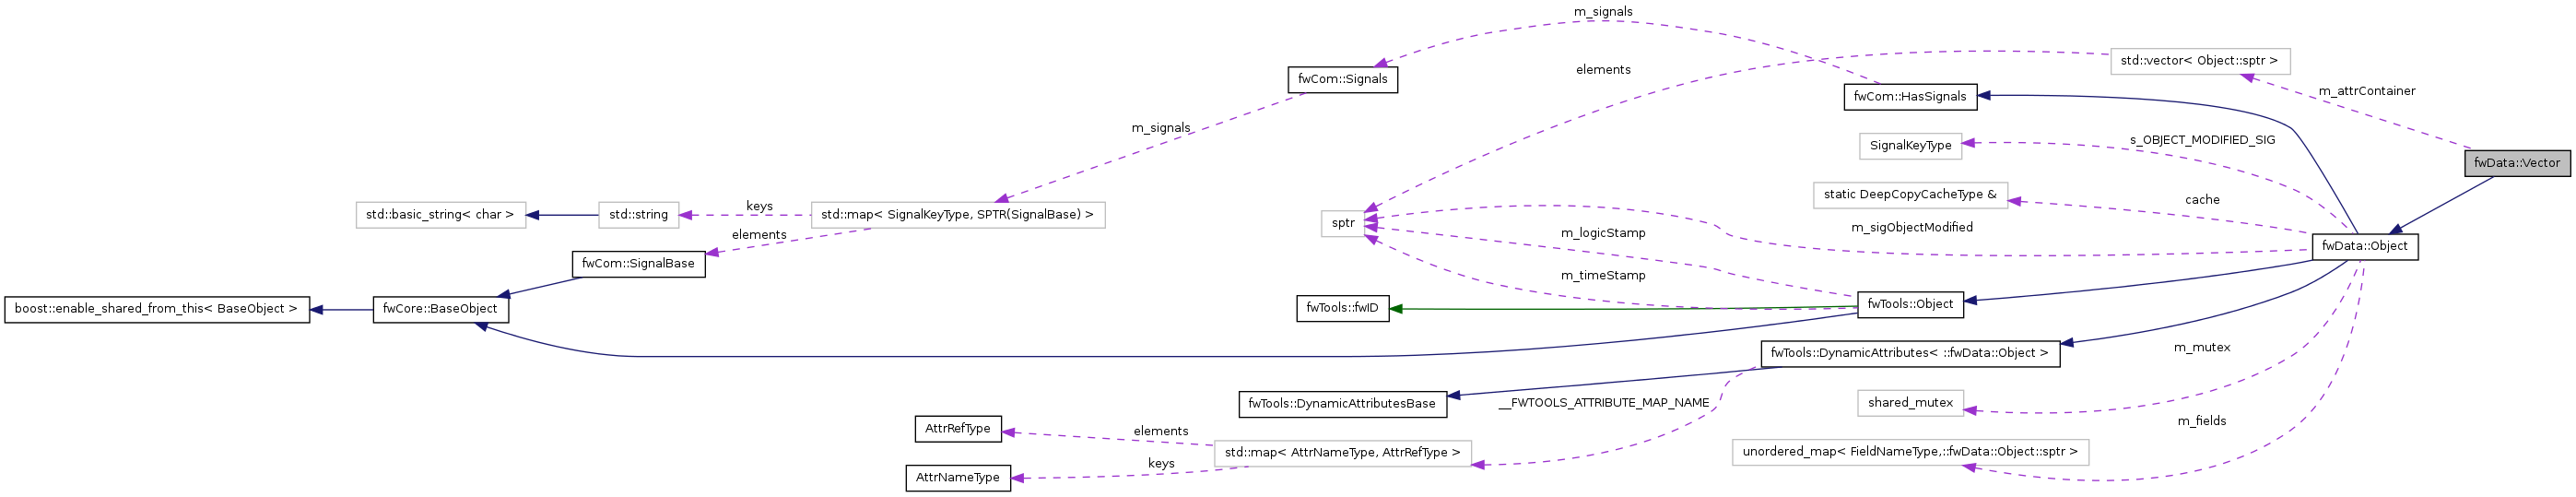 m_signals
std::vector< Object::sptr >
elements
fwCom::Signals
m_attrContainer
fwCom::HasSignals
m_signals
s_OBJECT_MODIFIED_SIG
SignalKeyType
fwData::Vector
static DeepCopyCacheType &
cache
keys
std::basic_string< char >
std::string
std::map< SignalKeyType, SPTR(SignalBase) >
sptr
m_sigObjectModified
elements
m_logicStamp
fwData::Object
fwCom::SignalBase
m_timeStamp
boost::enable_shared_from_this< BaseObject >
fwCore::BaseObject
fwTools::fwID
fwTools::Object
fwTools::DynamicAttributes< ::fwData::Object >
m_mutex
fwTools::DynamicAttributesBase
__FWTOOLS_ATTRIBUTE_MAP_NAME
shared_mutex
AttrRefType
elements
m_fields
std::map< AttrNameType, AttrRefType >
unordered_map< FieldNameType,::fwData::Object::sptr >
keys
AttrNameType